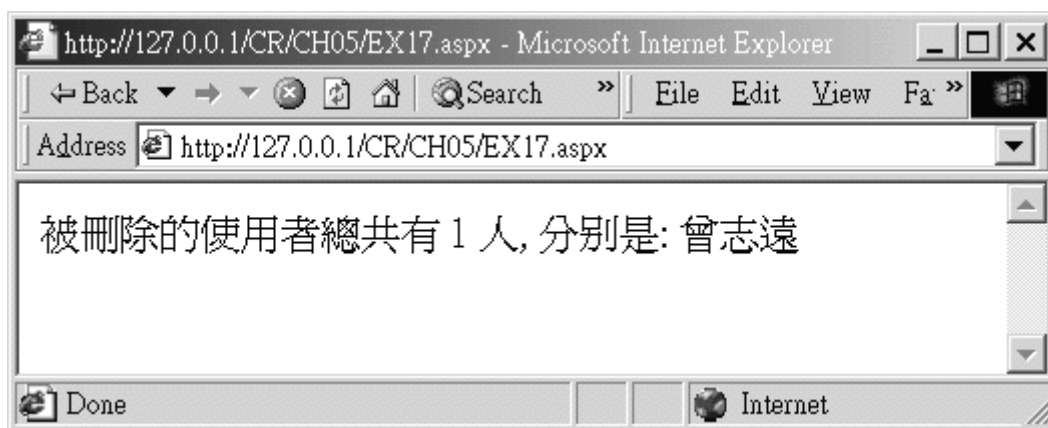 http://127.0.0.1/CR/CH05/EX17.aspx - Microsoft Internet Explorer
Back Search » File Edit View Fa »
Address http://127.0.0.1/CR/CH05/EX17.aspx
被刪除的使用者總共有 1 人, 分別是: 曾志遠
Done Internet